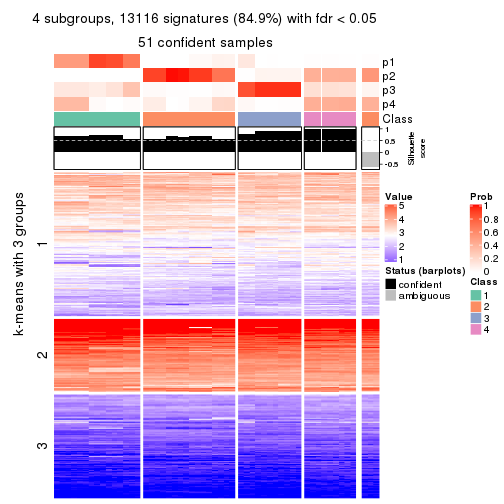 4 subgroups, 13116 signatures (84.9%) with fdr < 0.05
51 confident samples
p1
p2
p3
p4
Class
1
0.5
0
-0.5
Silhouette
score
k-means with 3 groups
1
2
3
Value
5
4
3
2
1
Status (barplots)
confident
ambiguous
Prob
1
0.8
0.6
0.4
0.2
0
Class
1
2
3
4